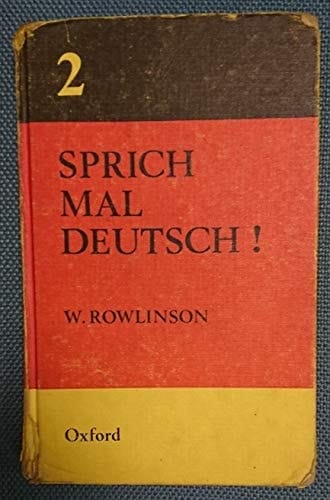 2
SPRICH
MAL
DEUTSCH !
W. ROWLINSON
Oxford